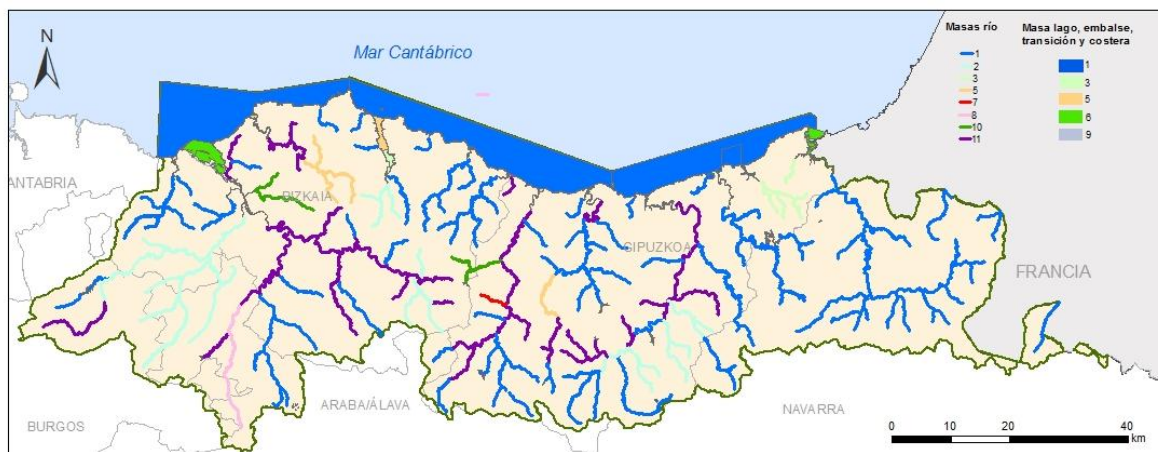 N
Mar Cantábrico
Masas río
1
2
3
5
7
8
10
11
Masa lago, embalse,
transición y costera
1
3
5
6
9
ANTABRIA
BIZKAIA
GIPUZKOA
FRANCIA
ARABA/ÁLAVA
NAVARRA
BURGOS
0 10 20 40
km